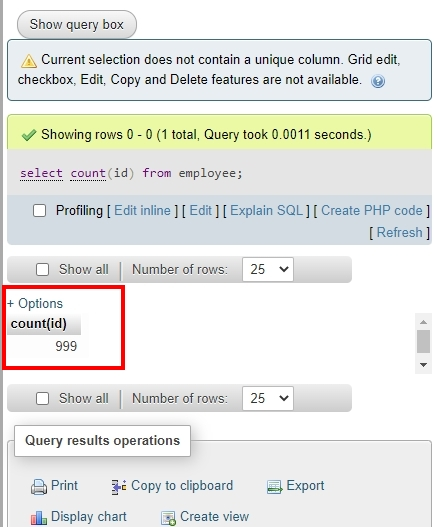 Show query box
Current selection does not contain a unique column. Grid edit,
checkbox, Edit, Copy and Delete features are not available.
Showing rows 0 - 0 (1 total, Query took 0.0011 seconds.)
select count(id) from employee;
Profiling [ Edit inline ] [ Edit ] [ Explain SQL ] [ Create PHP code ]
[ Refresh ]
Show all Number of rows: 25
+ Options
count(id)
999
Show all Number of rows: 25
Query results operations
Print Copy to clipboard Export
Display chart Create view